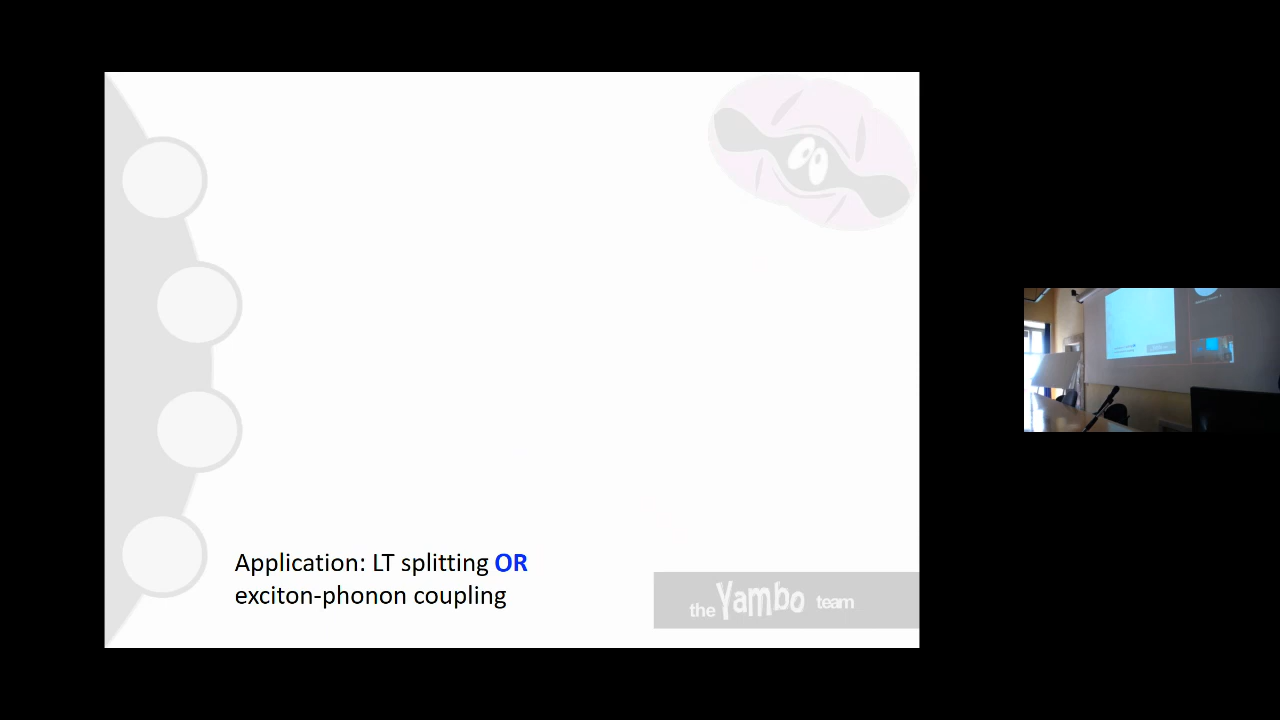 Application: LT splitting OR
exciton-phonon coupling
the Yambo team